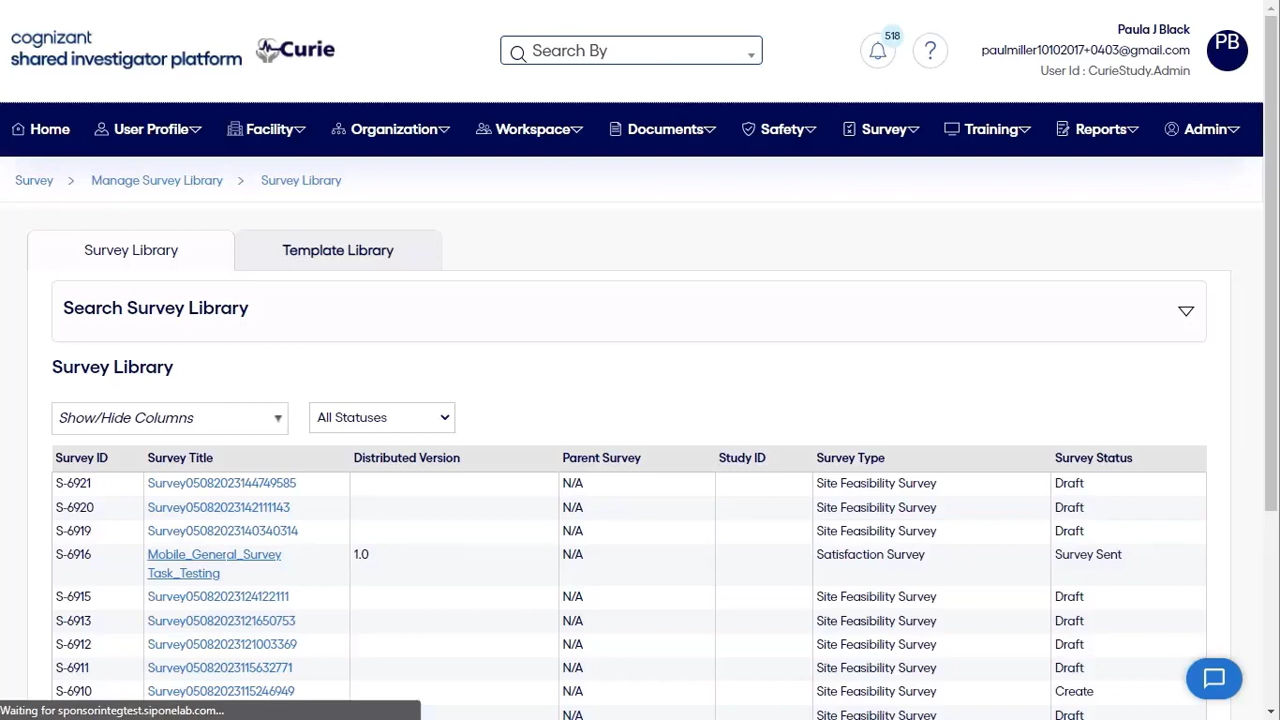 cognizant
shared investigator platform
Curie
Search By
518
?
Paula J Black
paulmiller10102017+0403@gmail.com
User Id : CurieStudy.Admin
PB
Home User Profile Facility Organization Workspace Documents Safety Survey Training Reports Admin
Survey > Manage Survey Library > Survey Library
Survey Library Template Library
Search Survey Library
Survey Library
Show/Hide Columns All Statuses
Survey ID Survey Title Distributed Version Parent Survey Study ID Survey Type Survey Status
S-6921 Survey05082023144749585 N/A Site Feasibility Survey Draft
S-6920 Survey05082023142111143 N/A Site Feasibility Survey Draft
S-6919 Survey05082023140340314 N/A Site Feasibility Survey Draft
S-6916 Mobile_General_Survey 1.0 N/A Satisfaction Survey Survey Sent
Task_Testing
S-6915 Survey05082023124122111 N/A Site Feasibility Survey Draft
S-6913 Survey05082023121650753 N/A Site Feasibility Survey Draft
S-6912 Survey05082023121003369 N/A Site Feasibility Survey Draft
S-6911 Survey05082023115632771 N/A Site Feasibility Survey Draft
S-6910 Survey05082023115246949 N/A Site Feasibility Survey Create
N/A Site Feasibility Survey Draft
Waiting for sponsorintegtest.siponelab.com...